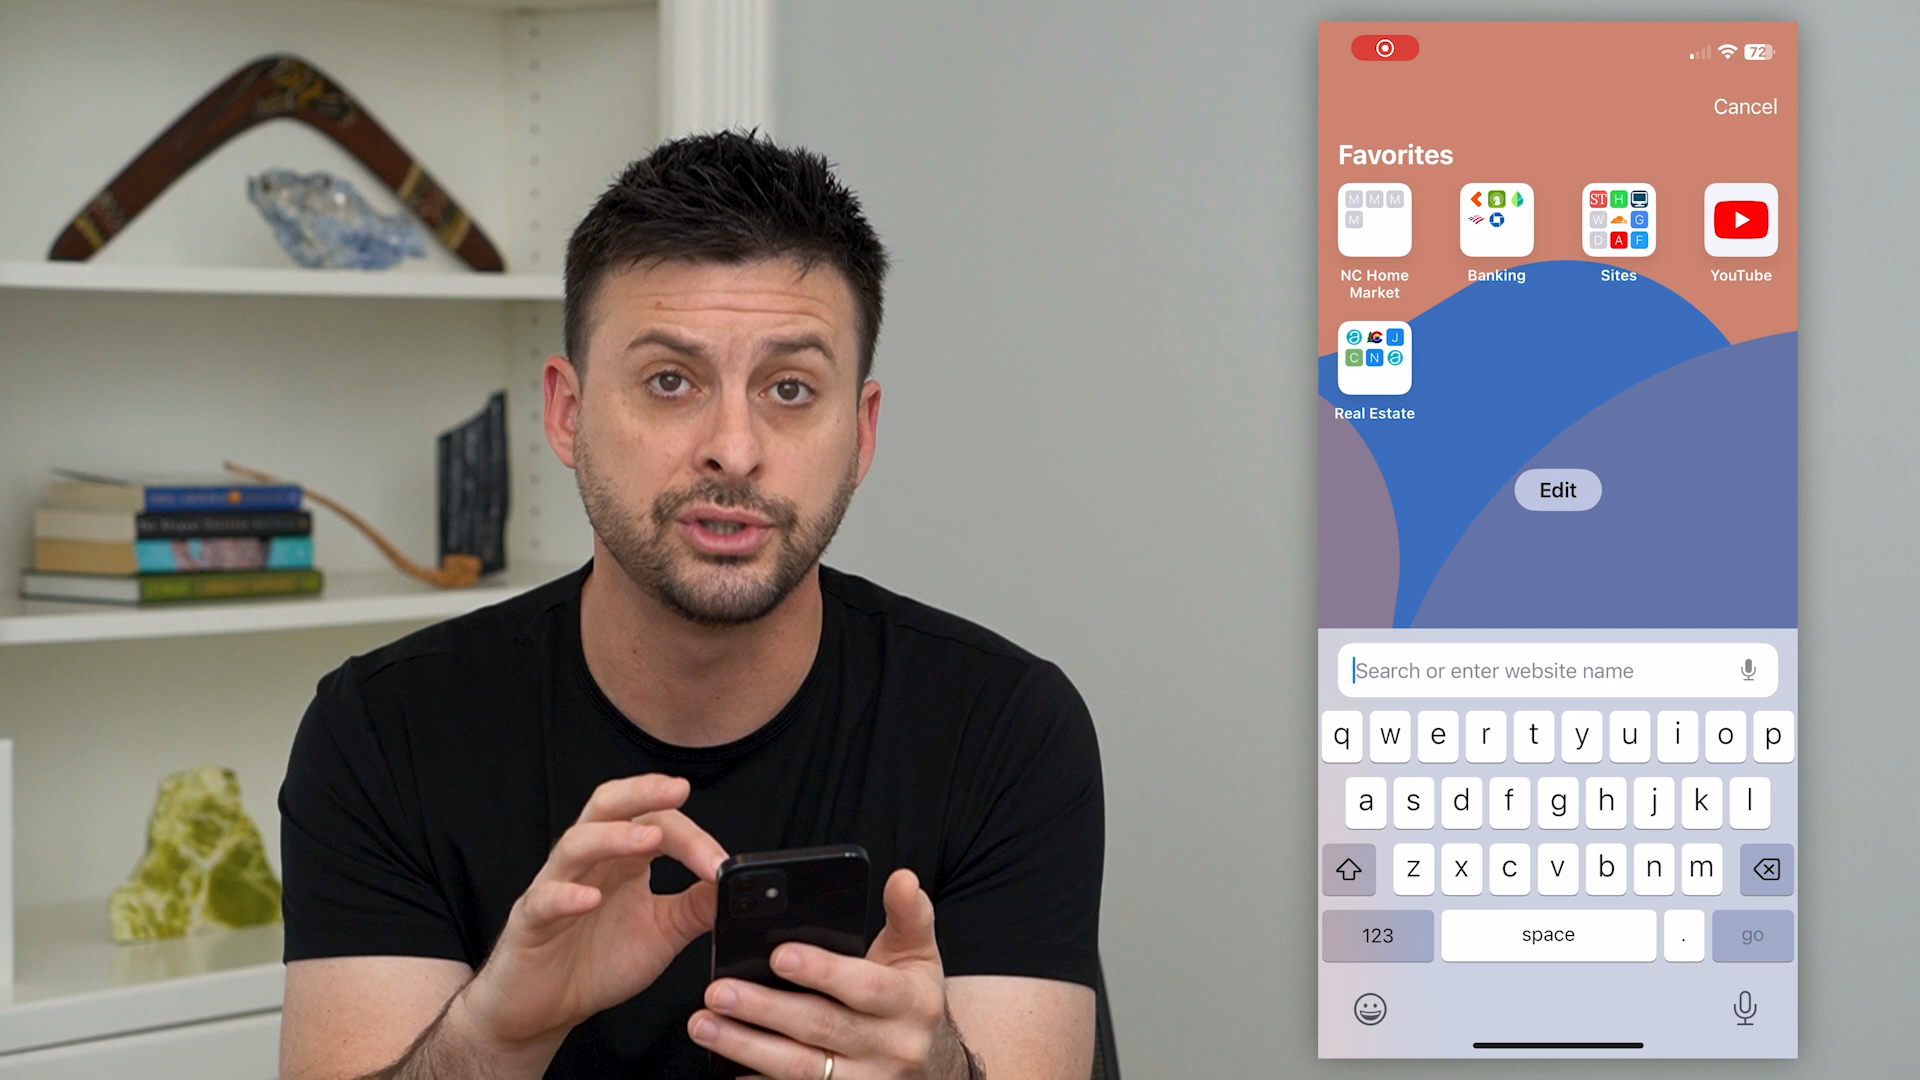 72
Cancel
Favorites
M M M
M
ST H
W G
D A F
NC Home
Market
Banking
Sites
YouTube
J
C N
Real Estate
Edit
Search or enter website name
q w e r t y u i o p
a s d f g h j k l
z x c v b n m
123 space . go